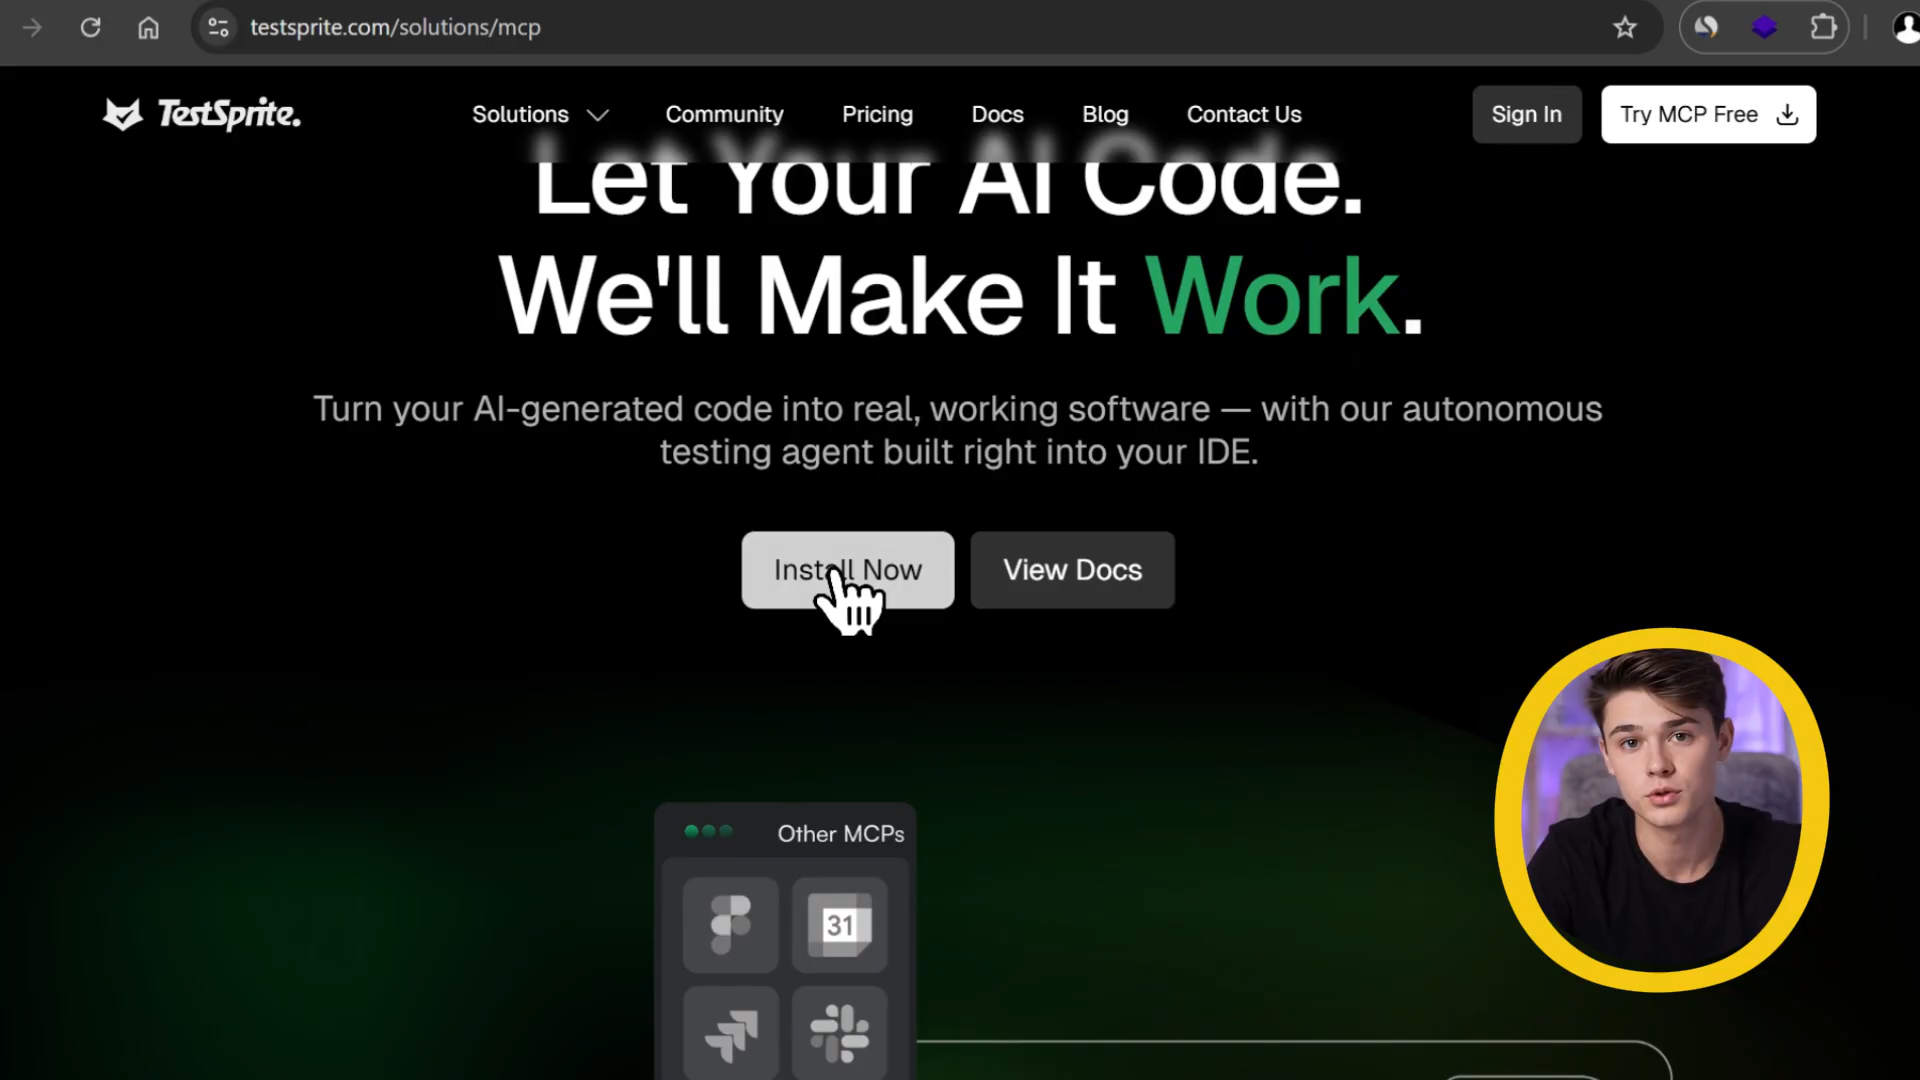 testsprite.com/solutions/mcp
TestSprite.
Solutions
Community
Pricing
Docs
Blog
Contact Us
Sign In
Try MCP Free
Let Your AI Code.
We'll Make It Work.
Turn your AI-generated code into real, working software — with our autonomous
testing agent built right into your IDE.
Install Now
View Docs
Other MCPs
31